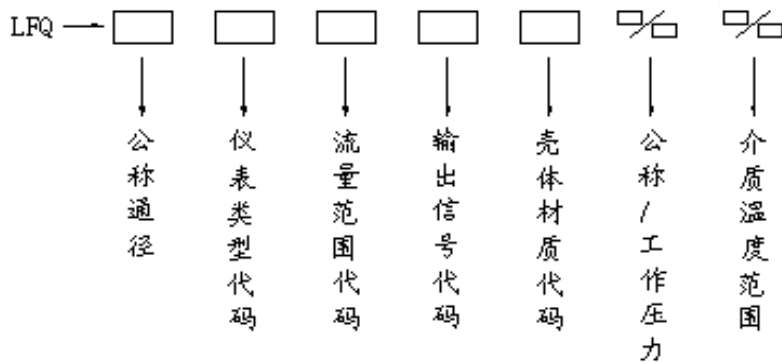 LFQ
公称通径
仪表类型代码
流量范围代码
输出信号代码
壳体材质代码
公称/工作压力
介质温度范围